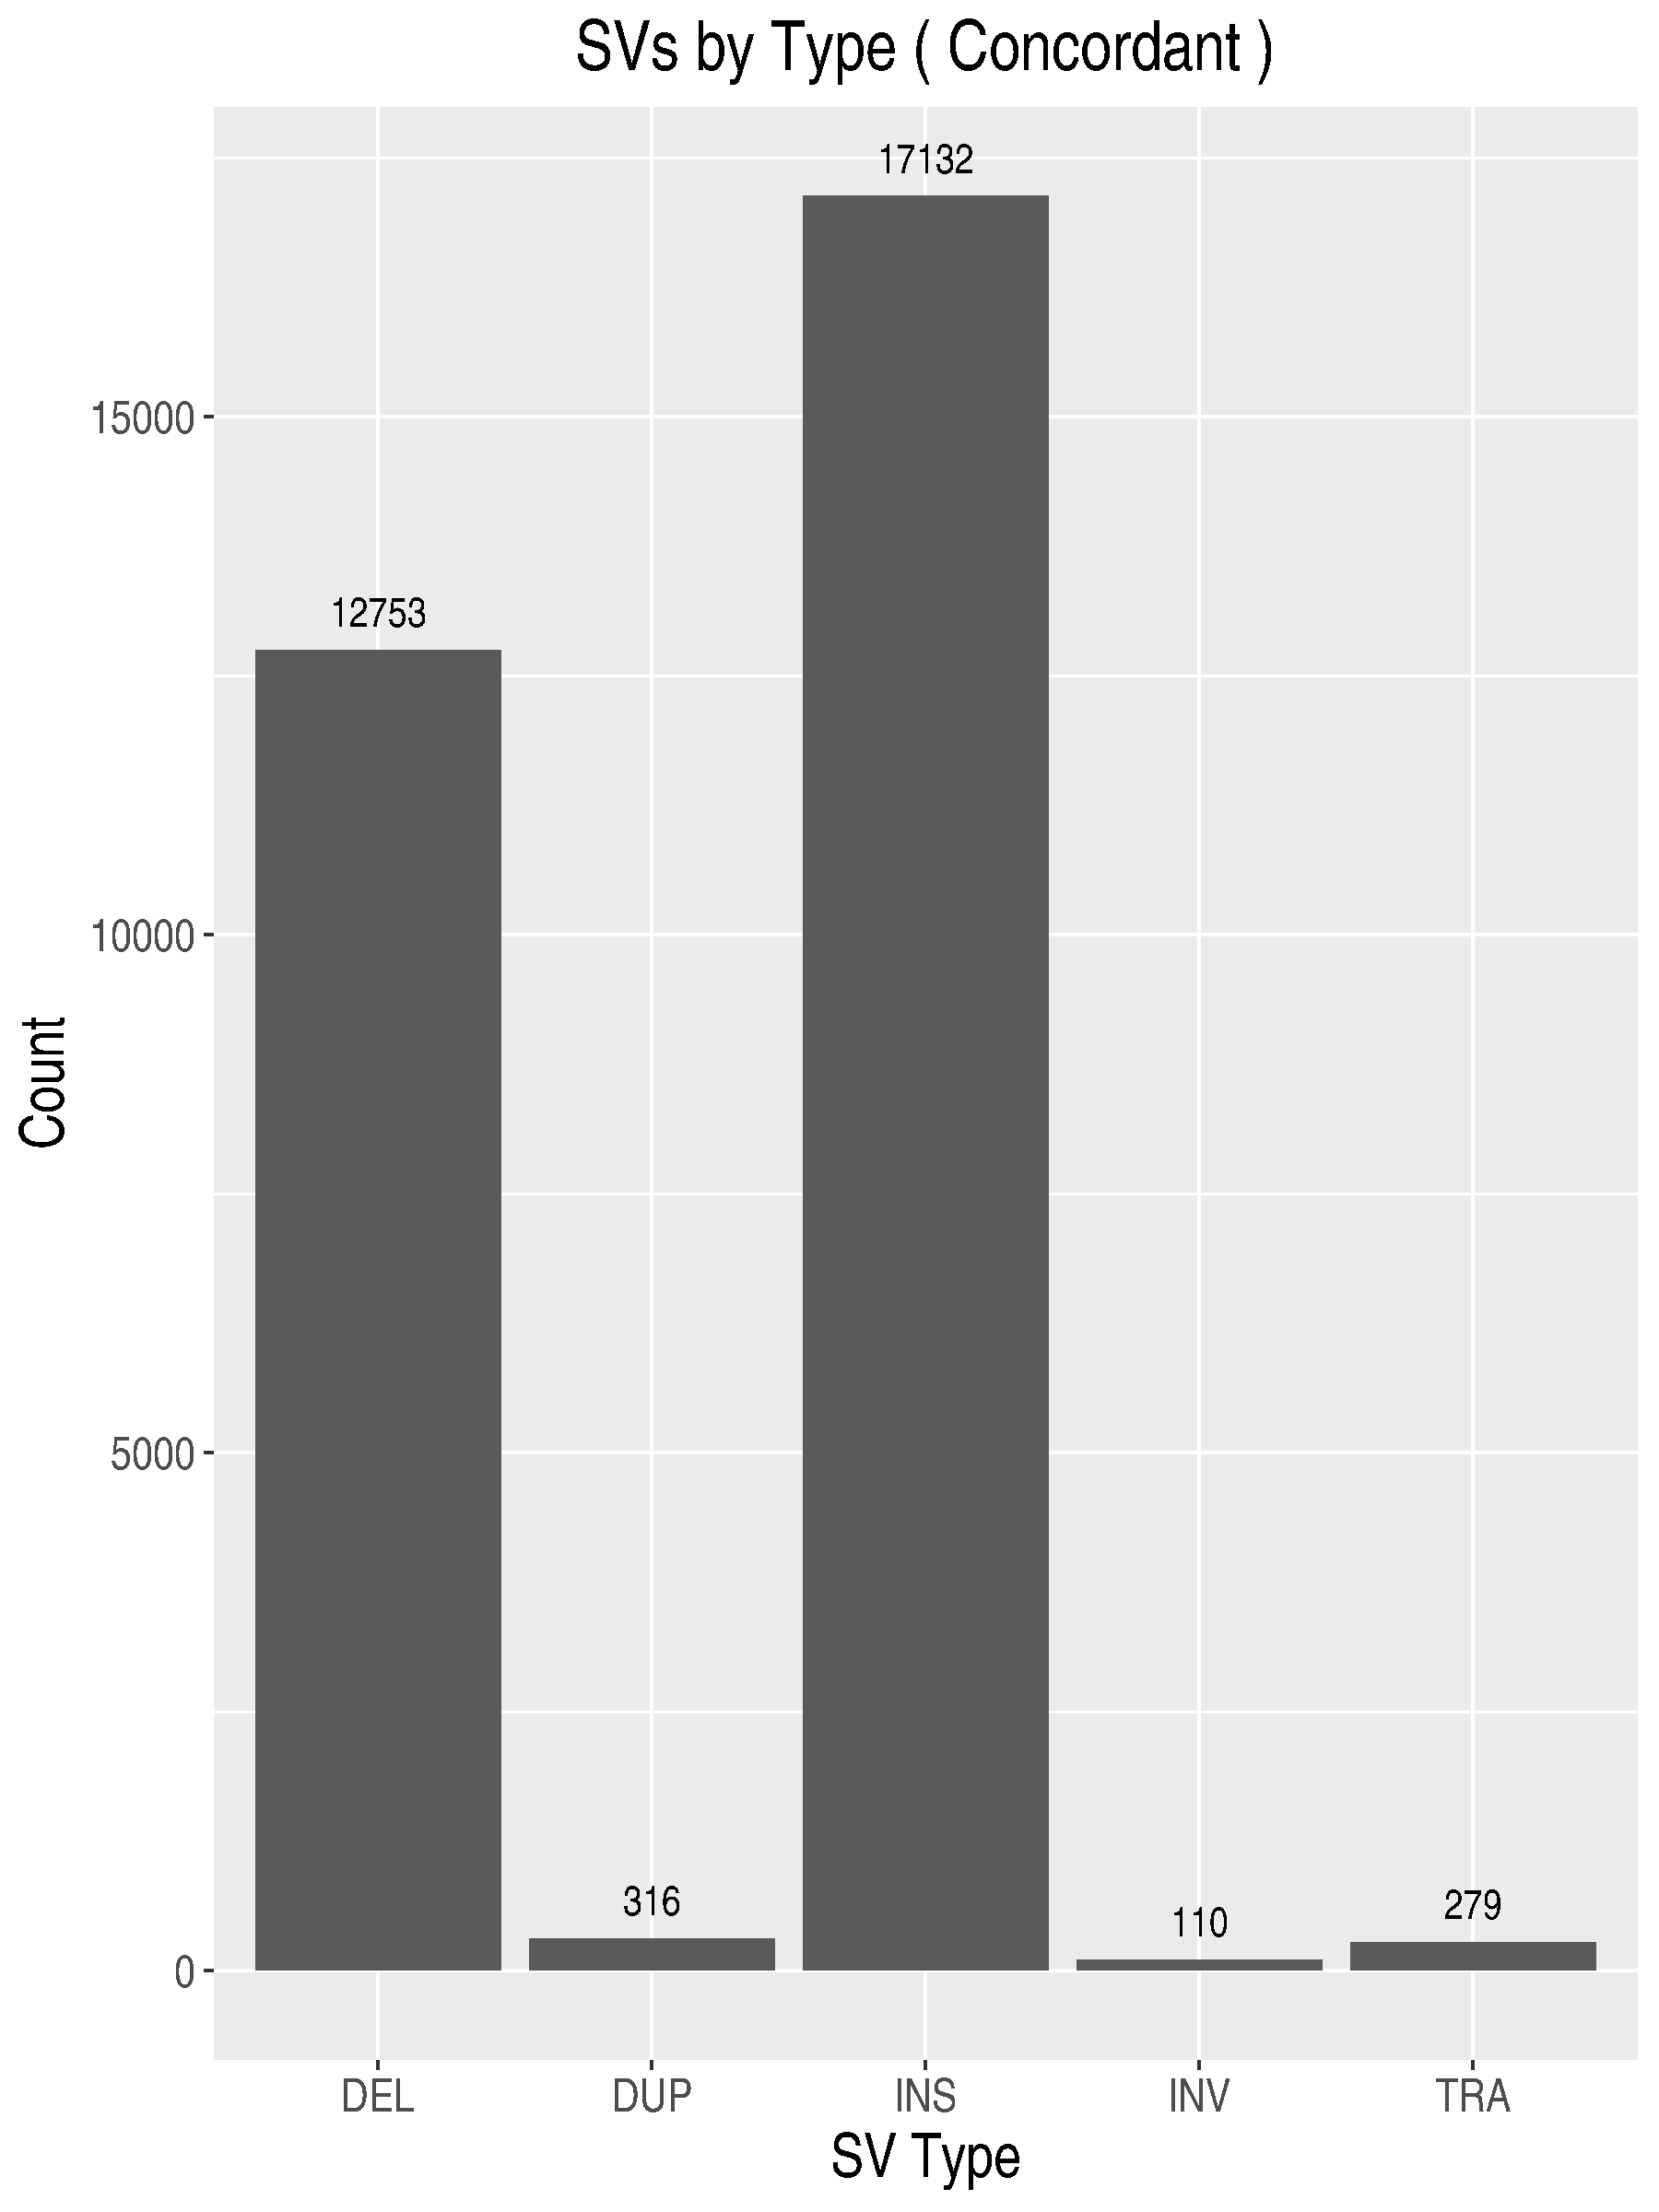 SVs by Type ( Concordant )
17132
15000
12753
10000
Count
5000
316
110
279
0
DEL
DUP
INS
INV
TRA
SV Type